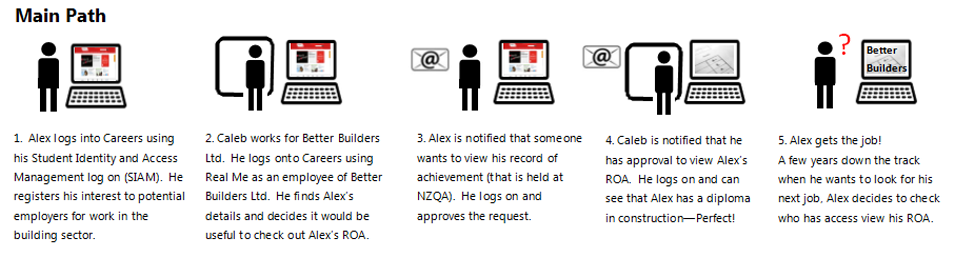 Main Path
@
@
?
Better
Builders
1. Alex logs into Careers using
his Student Identity and Access
Management log on (SIAM). He
registers his interest to potential
employers for work in the
building sector.
2. Caleb works for Better Builders
Ltd. He logs onto Careers using
Real Me as an employee of Better
Builders Ltd. He finds Alex's
details and decides it would be
useful to check out Alex's ROA.
3. Alex is notified that someone
wants to view his record of
achievement (that is held at
NZQA). He logs on and
approves the request.
4. Caleb is notified that he
has approval to view Alex's
ROA. He logs on and can
see that Alex has a diploma
in construction—Perfect!
5. Alex gets the job!
A few years down the track
when he wants to look for his
next job, Alex decides to check
who has access view his ROA.